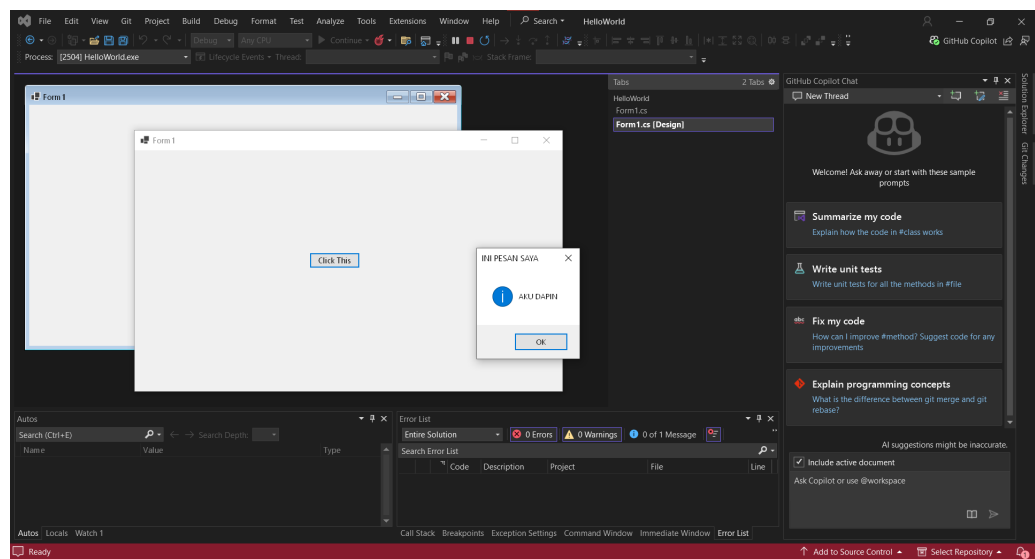 File Edit View Git Project Build Debug Format Test Analyze Tools Extensions Window Help Search HelloWorld
Debug Any CPU Continue GitHub Copilot
Process: [2504] HelloWorld.exe Lifecycle Events Thread: Stack Frame:
Form1
Form1
Click This
INI PESAN SAYA
AKU DAPIN
OK
Tabs 2 Tabs
HelloWorld
Form1.cs
Form1.cs [Design]
GitHub Copilot Chat
New Thread
Welcome! Ask away or start with these sample
prompts
Summarize my code
Explain how the code in #class works
Write unit tests
Write unit tests for all the methods in #file
abc
Fix my code
How can I improve #method? Suggest code for any
improvements
Explain programming concepts
What is the difference between git merge and git
rebase?
AI suggestions might be inaccurate.
Include active document
Ask Copilot or use @workspace
Solution Explorer
Git Changes
Autos
Search (Ctrl+E) Search Depth:
Name Value Type
Autos Locals Watch 1
Error List
Entire Solution 0 Errors 0 Warnings 0 of 1 Message
Search Error List
Code Description Project File Line
Call Stack Breakpoints Exception Settings Command Window Immediate Window Error List
Ready Add to Source Control Select Repository